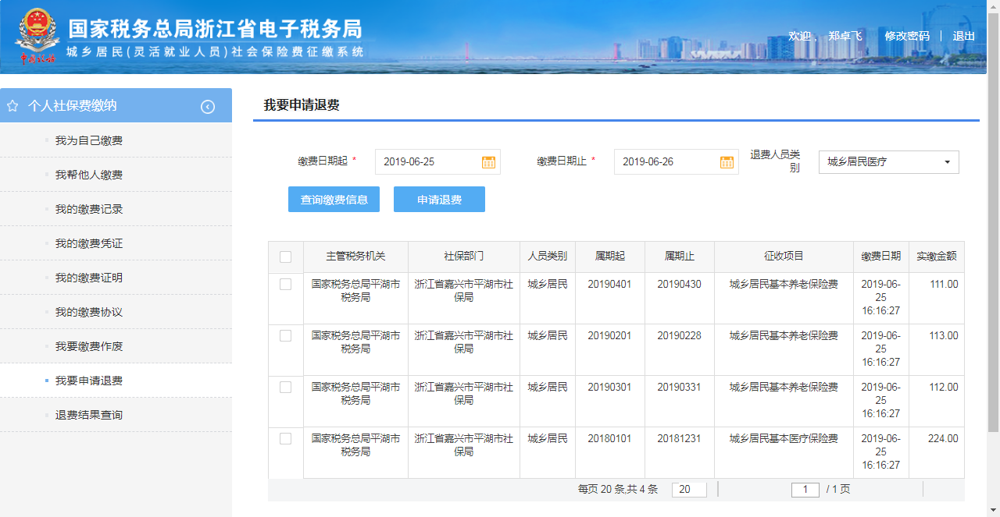 国家税务总局浙江省电子税务局
城乡居民(灵活就业人员)社会保险费征缴系统
中国税务
欢迎， 郑卓飞 修改密码 | 退出
个人社保费缴纳
我为自己缴费
我帮他人缴费
我的缴费记录
我的缴费凭证
我的缴费证明
我的缴费协议
我要缴费作废
我要申请退费
退费结果查询
我要申请退费
缴费日期起 * 2019-06-25 缴费日期止 * 2019-06-26 退费人员类
别 城乡居民医疗
查询缴费信息 申请退费
主管税务机关 社保部门 人员类别 属期起 属期止 征收项目 缴费日期 实缴金额
国家税务总局平湖市 浙江省嘉兴市平湖市社 城乡居民 20190401 20190430 城乡居民基本养老保险费 2019-06- 111.00
税务局 保局 25
16:16:27
国家税务总局平湖市 浙江省嘉兴市平湖市社 城乡居民 20190201 20190228 城乡居民基本养老保险费 2019-06- 113.00
税务局 保局 25
16:16:27
国家税务总局平湖市 浙江省嘉兴市平湖市社 城乡居民 20190301 20190331 城乡居民基本养老保险费 2019-06- 112.00
税务局 保局 25
16:16:27
国家税务总局平湖市 浙江省嘉兴市平湖市社 城乡居民 20180101 20181231 城乡居民基本医疗保险费 2019-06- 224.00
税务局 保局 25
16:16:27
每页 20 条,共 4 条 20 1 / 1 页